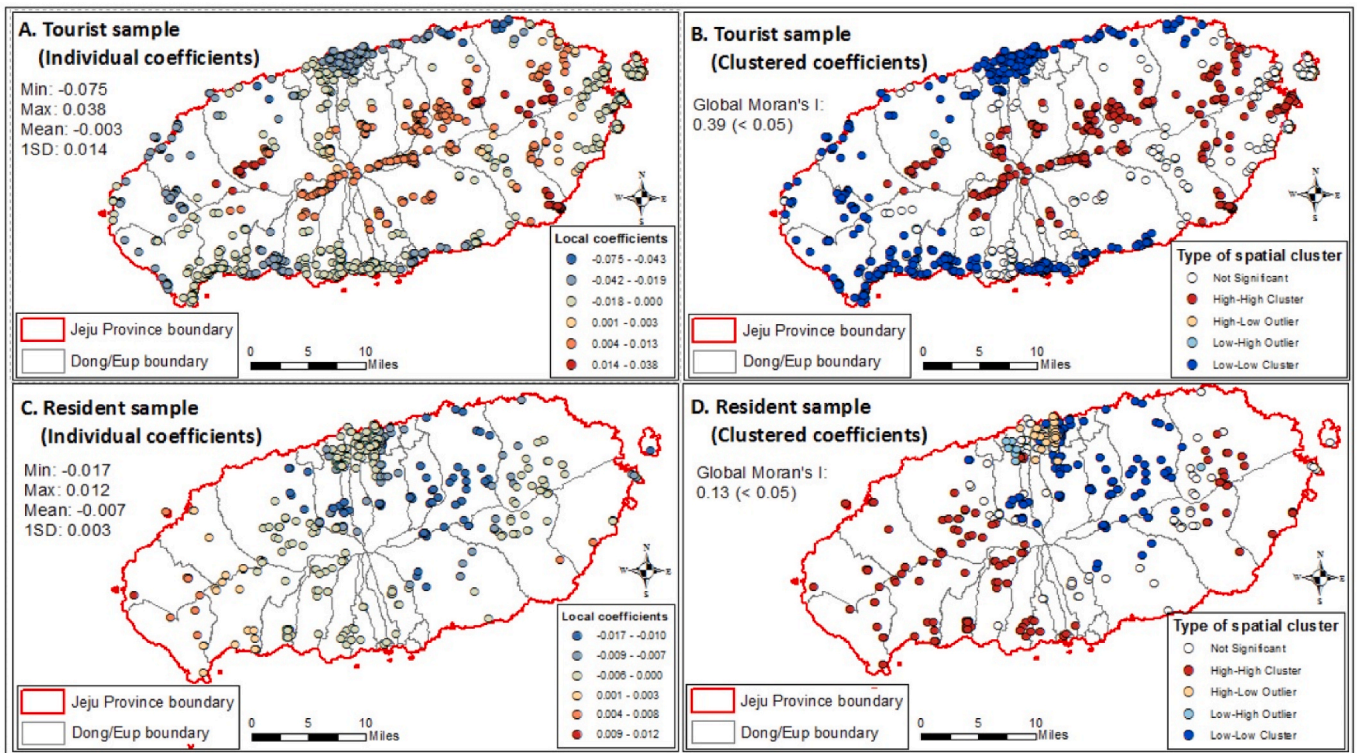 A. Tourist sample
(Individual coefficients)
Min: -0.075
Max: 0.038
Mean: -0.003
1SD: 0.014
N
W
E
S
Local coefficients
-0.075 - -0.043
-0.042 - -0.019
-0.018 - 0.000
0.001 - 0.003
0.004 - 0.013
0.014 - 0.038
Jeju Province boundary
Dong/Eup boundary
0 5 10
Miles
B. Tourist sample
(Clustered coefficients)
Global Moran's I:
0.39 (< 0.05)
N
W
E
S
Type of spatial cluster
Not Significant
High-High Cluster
High-Low Outlier
Low-High Outlier
Low-Low Cluster
Jeju Province boundary
Dong/Eup boundary
0 5 10
Miles
C. Resident sample
(Individual coefficients)
Min: -0.017
Max: 0.012
Mean: -0.007
1SD: 0.003
N
W
E
S
Local coefficients
-0.017 - -0.010
-0.009 - -0.007
-0.006 - 0.000
0.001 - 0.003
0.004 - 0.008
0.009 - 0.012
Jeju Province boundary
Dong/Eup boundary
0 5 10
Miles
D. Resident sample
(Clustered coefficients)
Global Moran's I:
0.13 (< 0.05)
N
W
E
S
Type of spatial cluster
Not Significant
High-High Cluster
High-Low Outlier
Low-High Outlier
Low-Low Cluster
Jeju Province boundary
Dong/Eup boundary
0 5 10
Miles